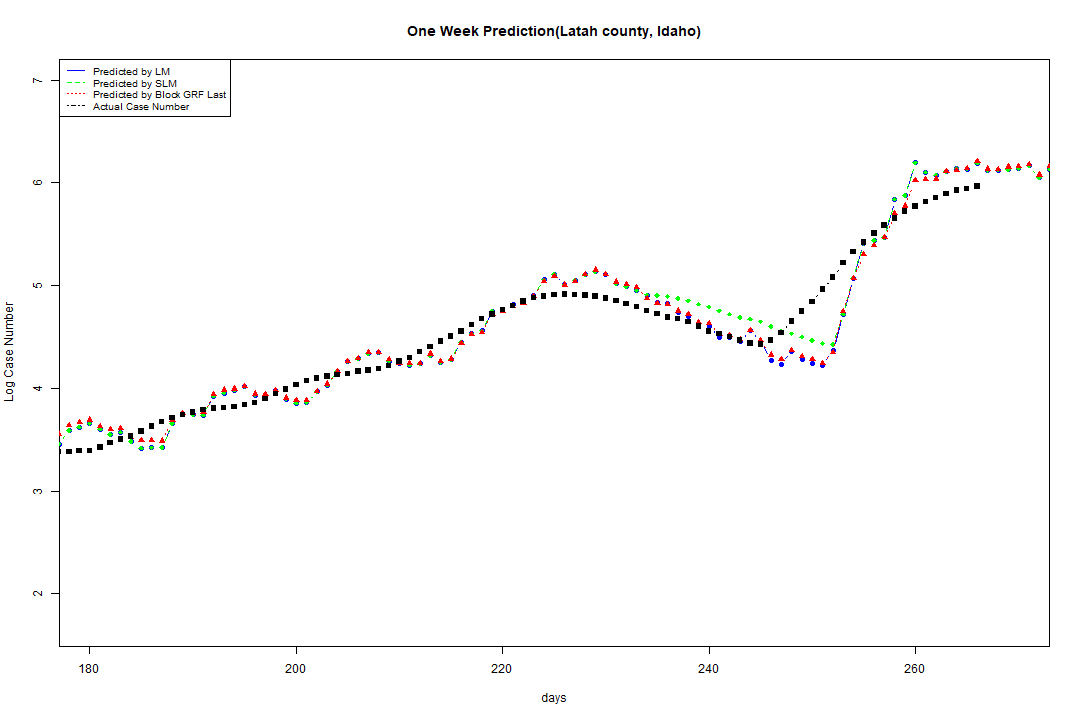 One Week Prediction(Latah county, Idaho)
Predicted by LM
Predicted by SLM
Predicted by Block GRF Last
Actual Case Number
7
6
5
4
3
2
Log Case Number
180 200 220 240 260
days